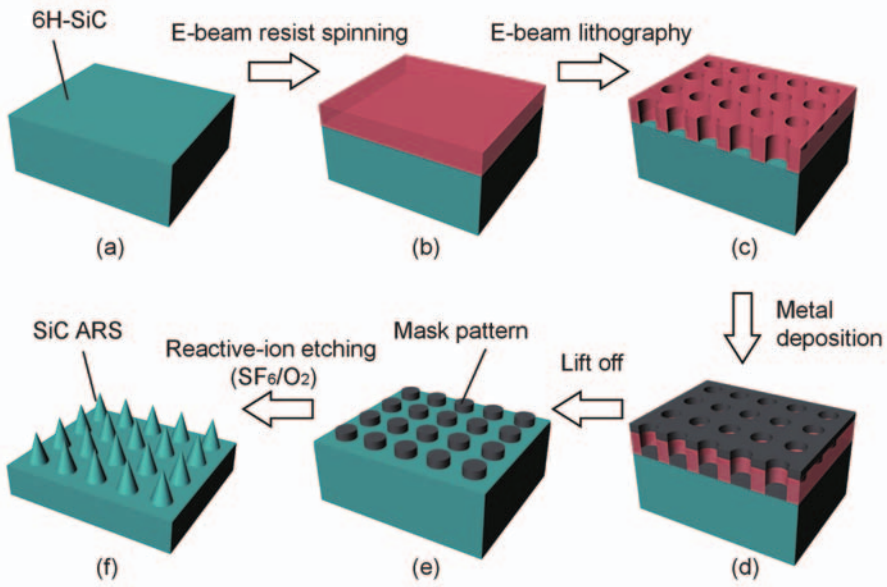 6H-SiC
E-beam resist spinning
E-beam lithography
(a)
(b)
(c)
Metal
deposition
SiC ARS
Reactive-ion etching
(SF₆/O₂)
Mask pattern
Lift off
(f)
(e)
(d)